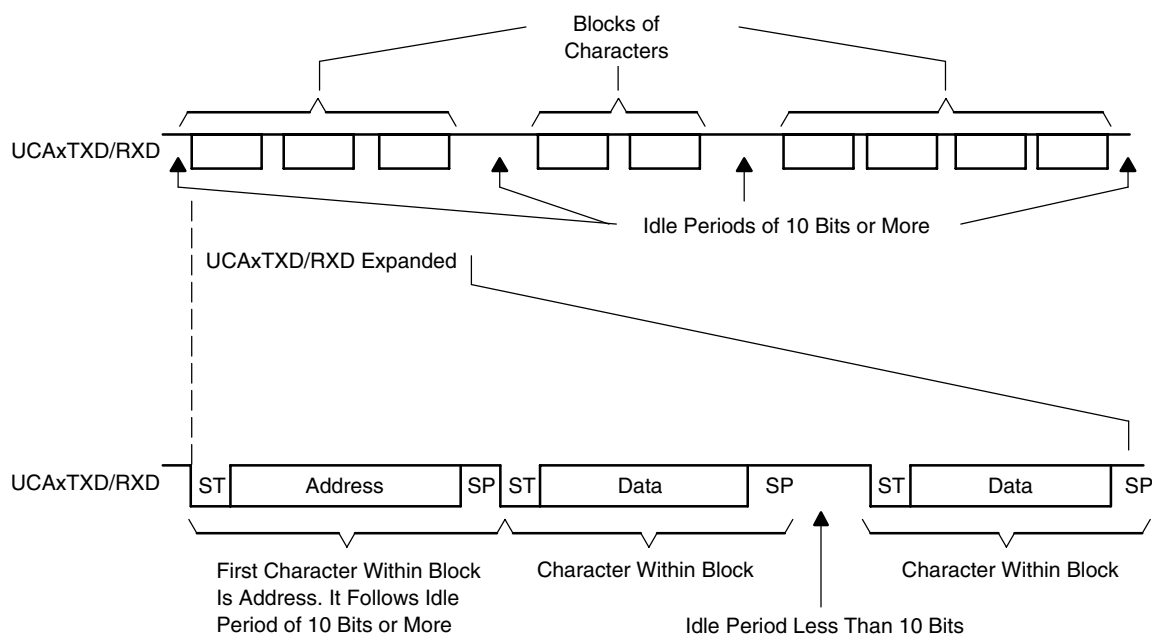 Blocks of
Characters
UCAxTXD/RXD
Idle Periods of 10 Bits or More
UCAxTXD/RXD Expanded
UCAxTXD/RXD
ST
Address
SP
ST
Data
SP
ST
Data
SP
First Character Within Block
Is Address. It Follows Idle
Period of 10 Bits or More
Character Within Block
Character Within Block
Idle Period Less Than 10 Bits